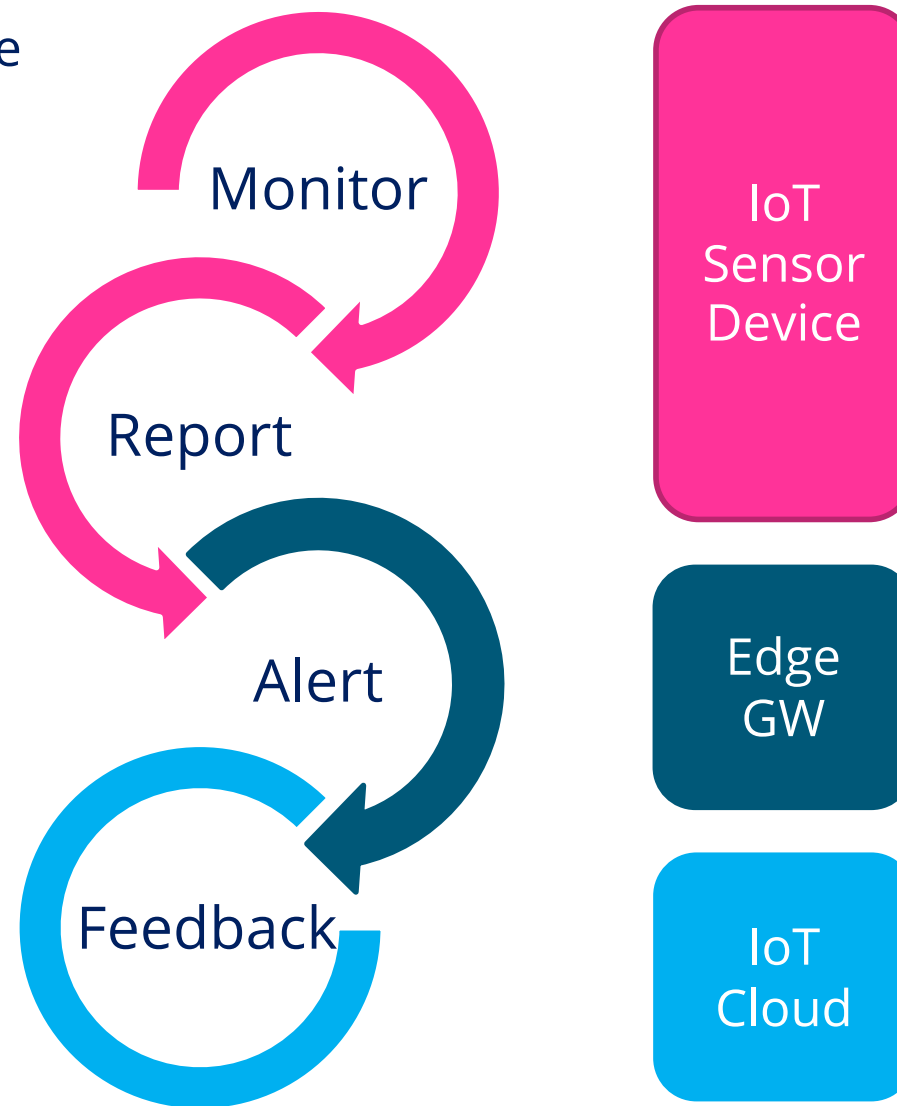 Monitor
Report
Alert
Feedback
IoT
Sensor
Device
Edge
GW
IoT
Cloud